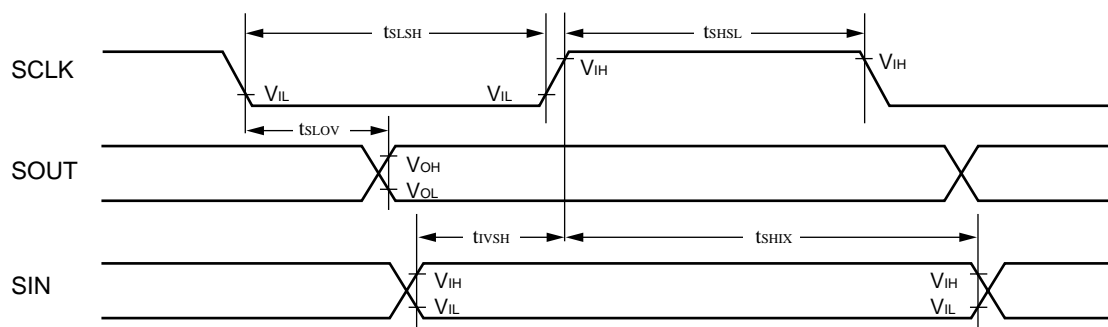 tSLSH tSHSL
SCLK VIH VIH
VIL VIL
tSLOV
SOUT VOH
VOL
tIVSH tSHIX
SIN VIH VIH
VIL VIL